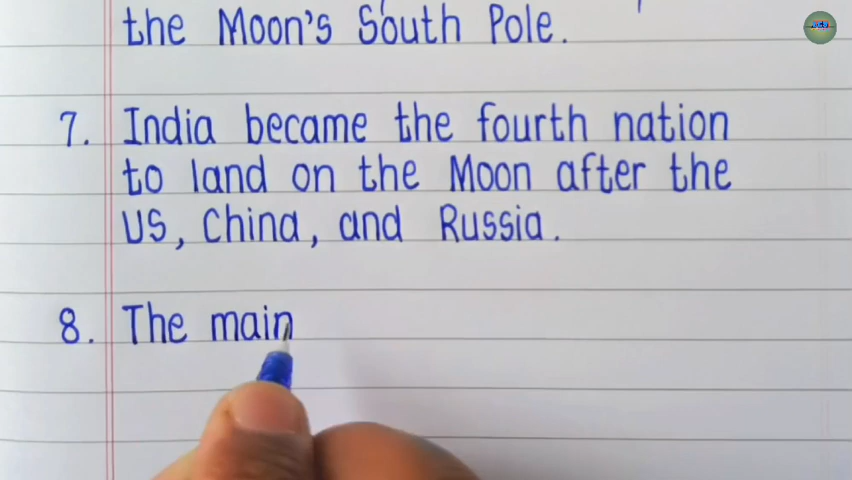 the Moon's South Pole.
7. India became the fourth nation
to land on the Moon after the
US, China, and Russia.
8. The main